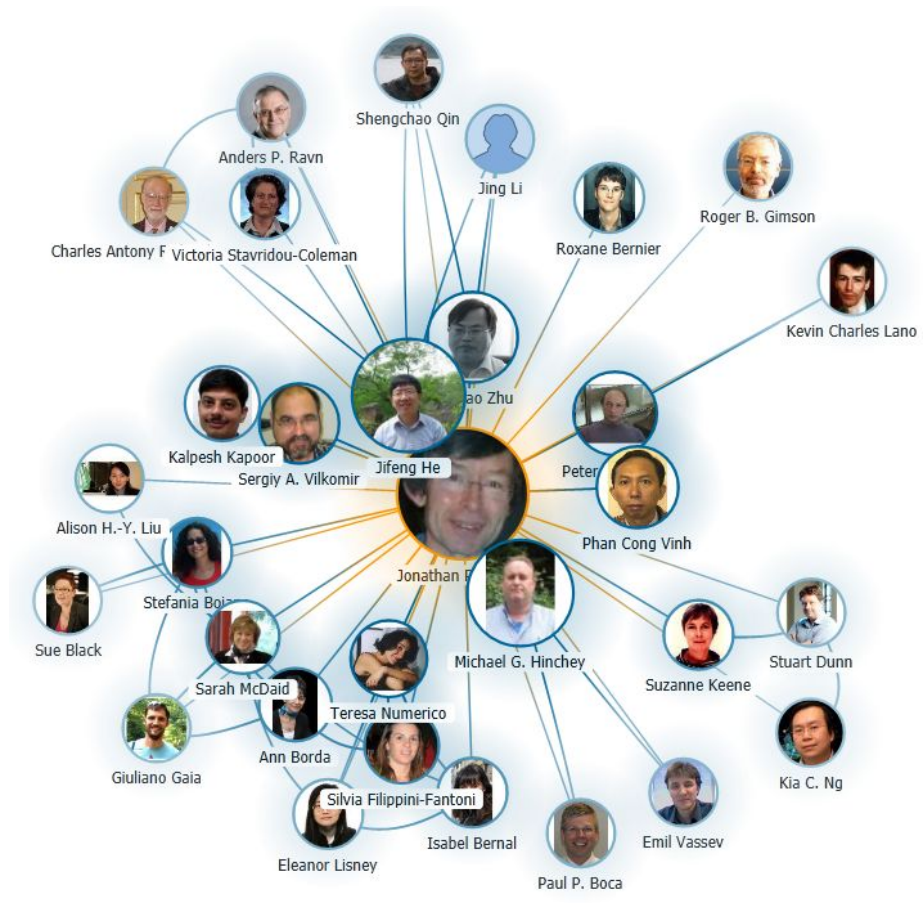 Shengchao Qin
Anders P. Ravn
Jing Li
Roger B. Gimson
Charles Antony
Victoria Stavridou-Coleman
Roxane Bernier
Kevin Charles Lano
ao Zhu
Kalpesh Kapoor
Jifeng He
Peter
Sergiy A. Vilkomir
Alison H.-Y. Liu
Phan Cong Vinh
Jonathan
Stefania
Sue Black
Michael G. Hinchey
Stuart Dunn
Sarah McDaid
Suzanne Keene
Teresa Numerico
Ann Borda
Giuliano Gaia
Kia C. Ng
Silvia Filippini-Fantoni
Isabel Bernal
Emil Vassev
Eleanor Lisney
Paul P. Boca